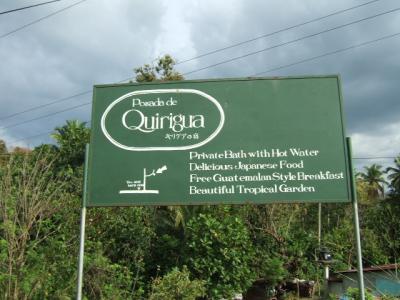 Posada de
Quirigua
キリグアの宿
Private Bath with Hot Water
Delicious Japanese Food
Free Guatemalan Style Breakfast
Beautiful Tropical Garden